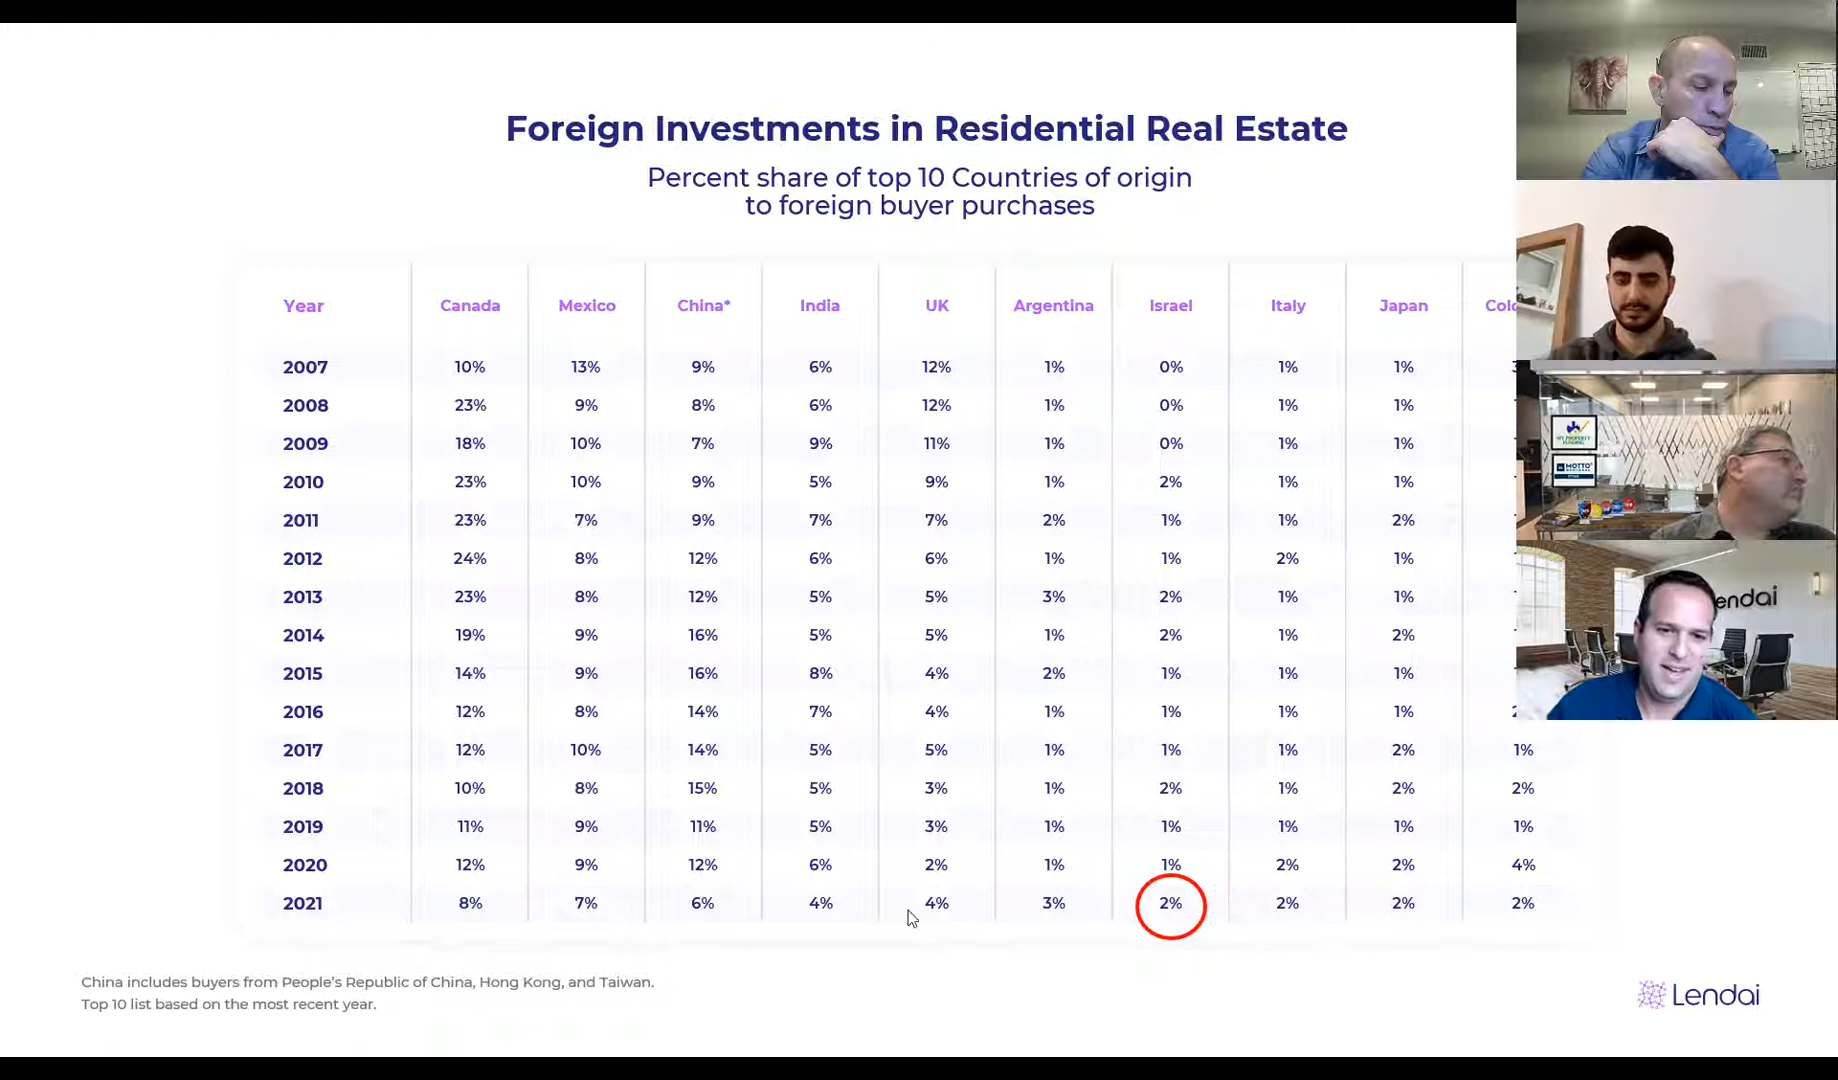 Foreign Investments in Residential Real Estate
Percent share of top 10 Countries of origin
to foreign buyer purchases
Year Canada Mexico China* India UK Argentina Israel Italy Japan
2007 10% 13% 9% 6% 12% 1% 0% 1% 1%
2008 23% 9% 8% 6% 12% 1% 0% 1% 1%
2009 18% 10% 7% 9% 11% 1% 0% 1% 1%
2010 23% 10% 9% 5% 9% 1% 2% 1% 1%
2011 23% 7% 9% 7% 7% 2% 1% 1% 2%
2012 24% 8% 12% 6% 6% 1% 1% 2% 1%
2013 23% 8% 12% 5% 5% 3% 2% 1% 1%
2014 19% 9% 16% 5% 5% 1% 2% 1% 2%
2015 14% 9% 16% 8% 4% 2% 1% 1% 1%
2016 12% 8% 14% 7% 4% 1% 1% 1% 1%
2017 12% 10% 14% 5% 5% 1% 1% 1% 2% 1%
2018 10% 8% 15% 5% 3% 1% 2% 1% 2% 2%
2019 11% 9% 11% 5% 3% 1% 1% 1% 1% 1%
2020 12% 9% 12% 6% 2% 1% 1% 2% 2% 4%
2021 8% 7% 6% 4% 4% 3% 2% 2% 2% 2%
China includes buyers from People's Republic of China, Hong Kong, and Taiwan.
Top 10 list based on the most recent year.
Lendai
MY PROPERTY
FUNDING
MOTTO
endai